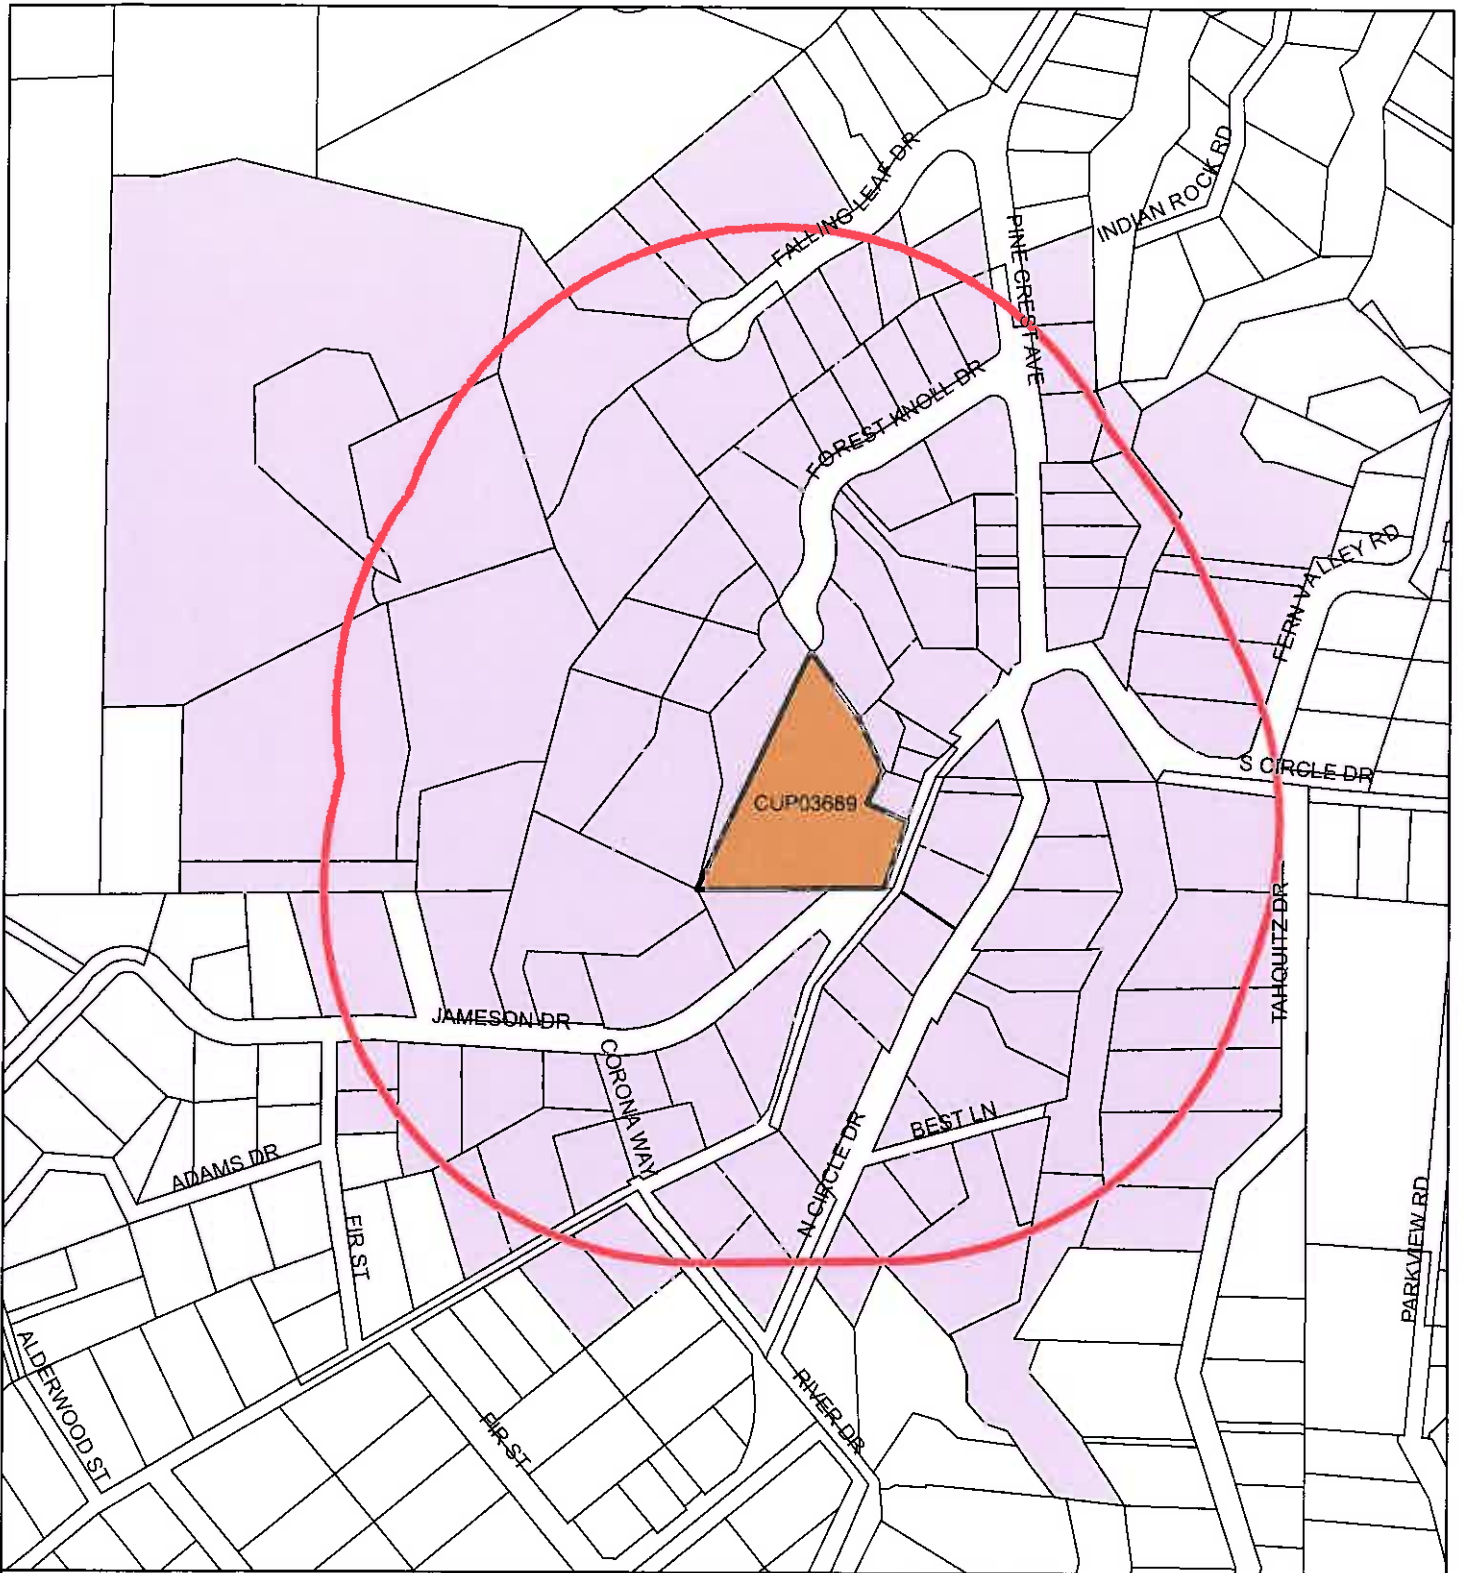 FALLING LEAF DR
INDIAN ROCK RD
PINE CREST AVE
FOREST KNOLL DR
FERN VALLEY RD
S CIRCLE DR
CUP03689
TAHQUITZ DR
JAMESON DR
CORONA WAY
BEST LN
N CIRCLE DR
ADAMS DR
FIR ST
PARKVIEW RD
ALDERWOOD ST
RIVER DR
FIR ST